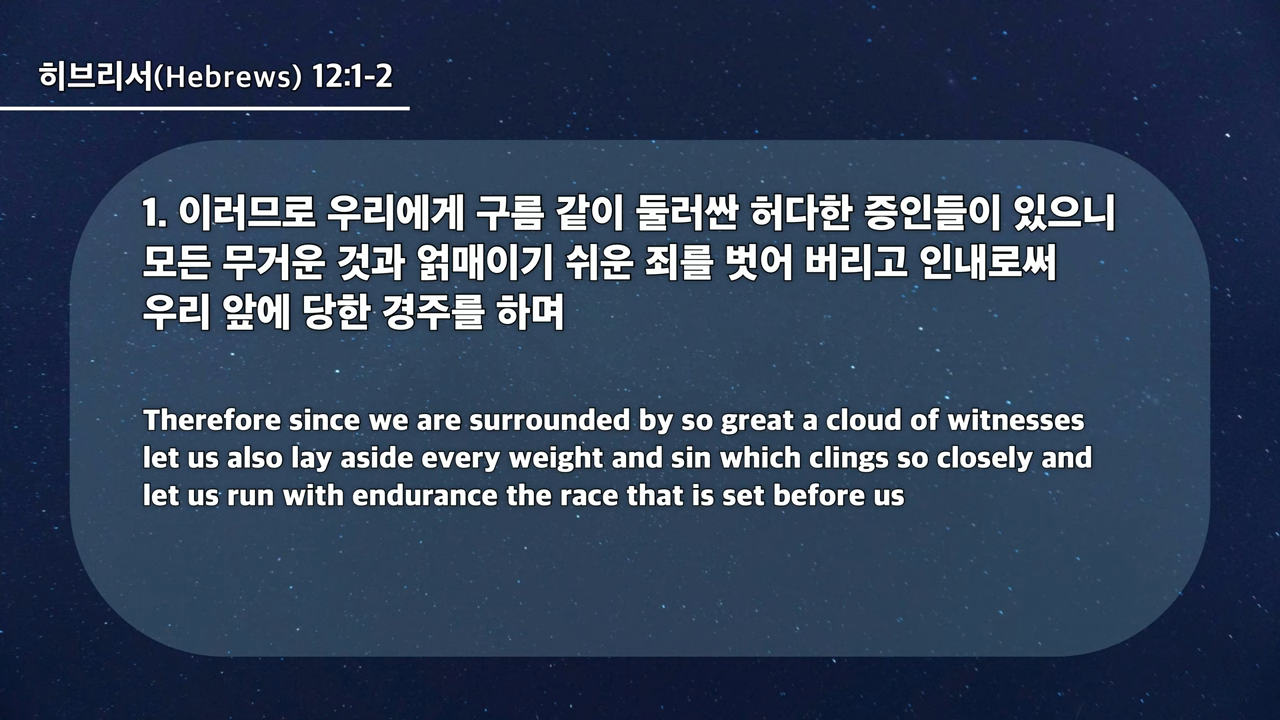 히브리서(Hebrews) 12:1-2
1. 이러므로 우리에게 구름 같이 둘러싼 허다한 증인들이 있으니
모든 무거운 것과 얽매이기 쉬운 죄를 벗어 버리고 인내로써
우리 앞에 당한 경주를 하며
Therefore since we are surrounded by so great a cloud of witnesses
let us also lay aside every weight and sin which clings so closely and
let us run with endurance the race that is set before us